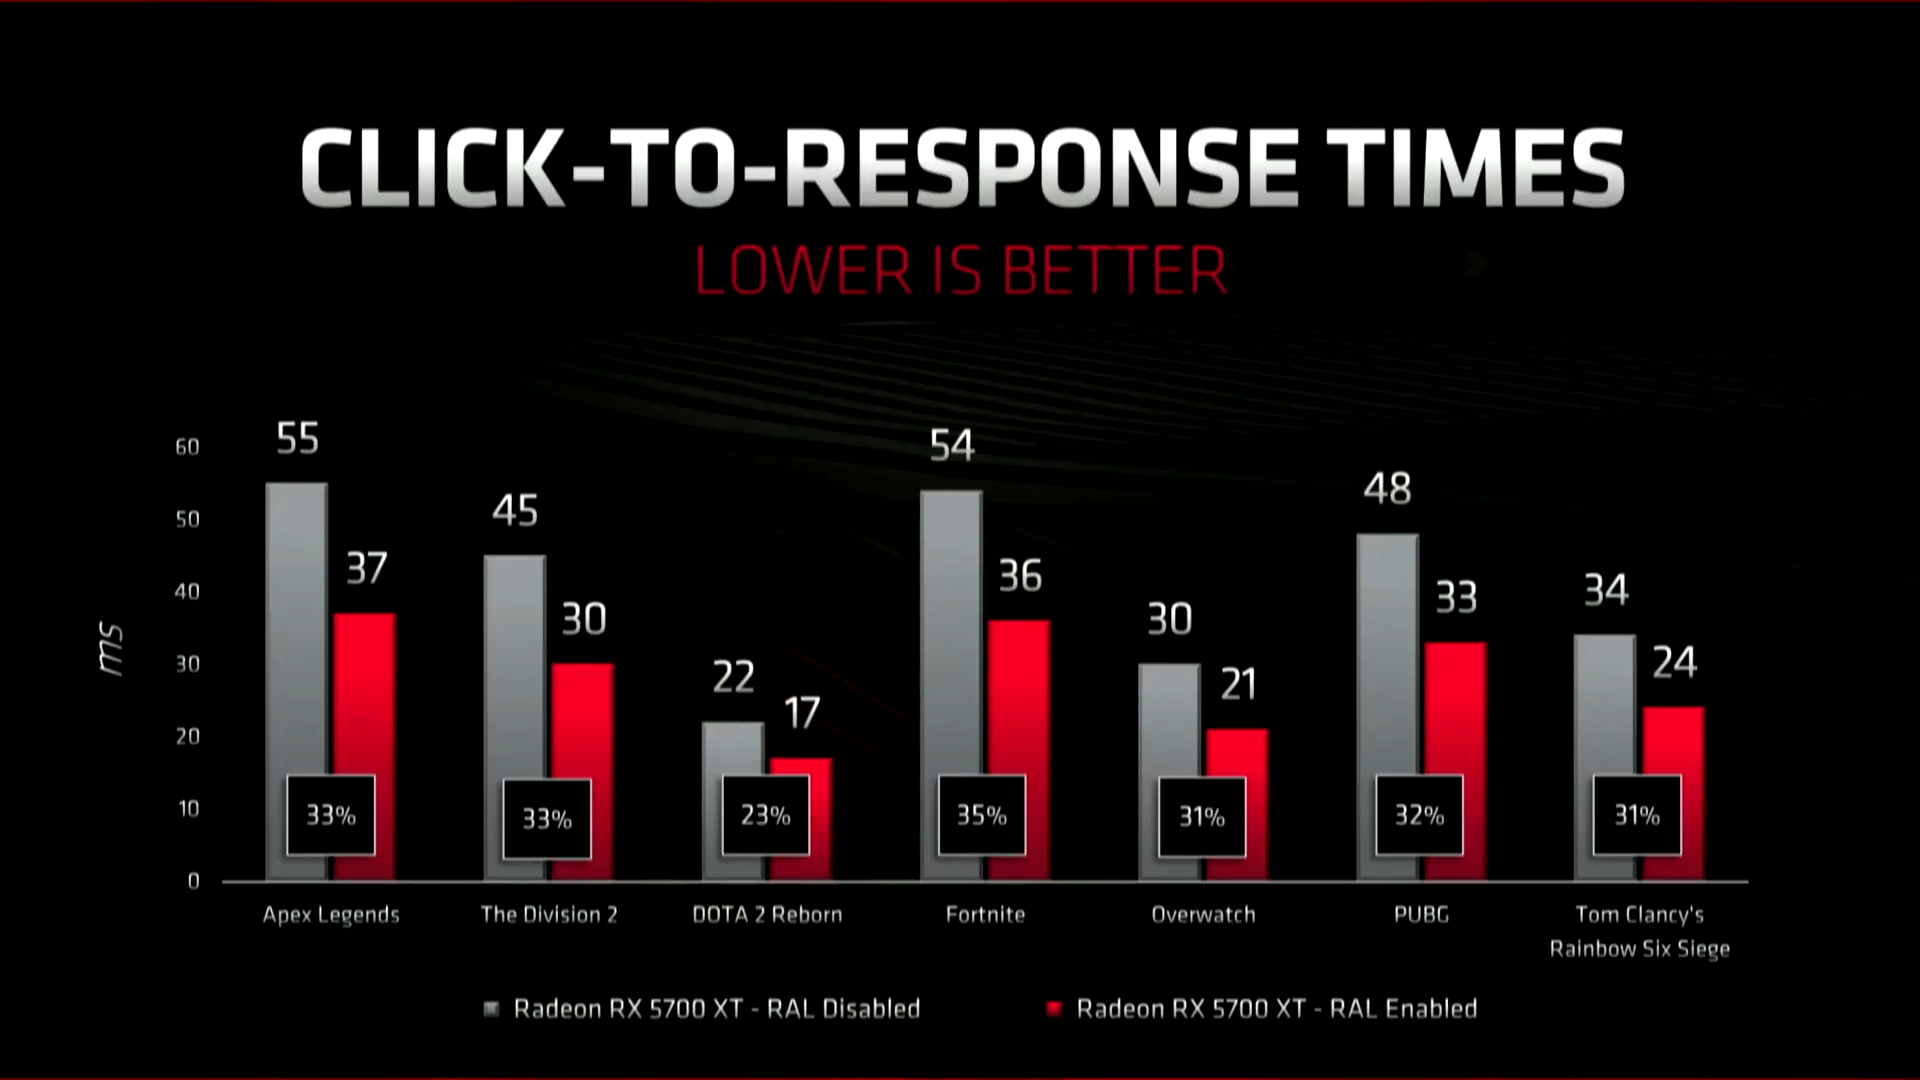 CLICK-TO-RESPONSE TIMES
LOWER IS BETTER
ms
60
50
40
30
20
10
0
55
37
33%
45
30
33%
22
17
23%
54
36
35%
30
21
31%
48
33
32%
34
24
31%
Apex Legends
The Division 2
DOTA 2 Reborn
Fortnite
Overwatch
PUBG
Tom Clancy's
Rainbow Six Siege
Radeon RX 5700 XT - RAL Disabled
Radeon RX 5700 XT - RAL Enabled